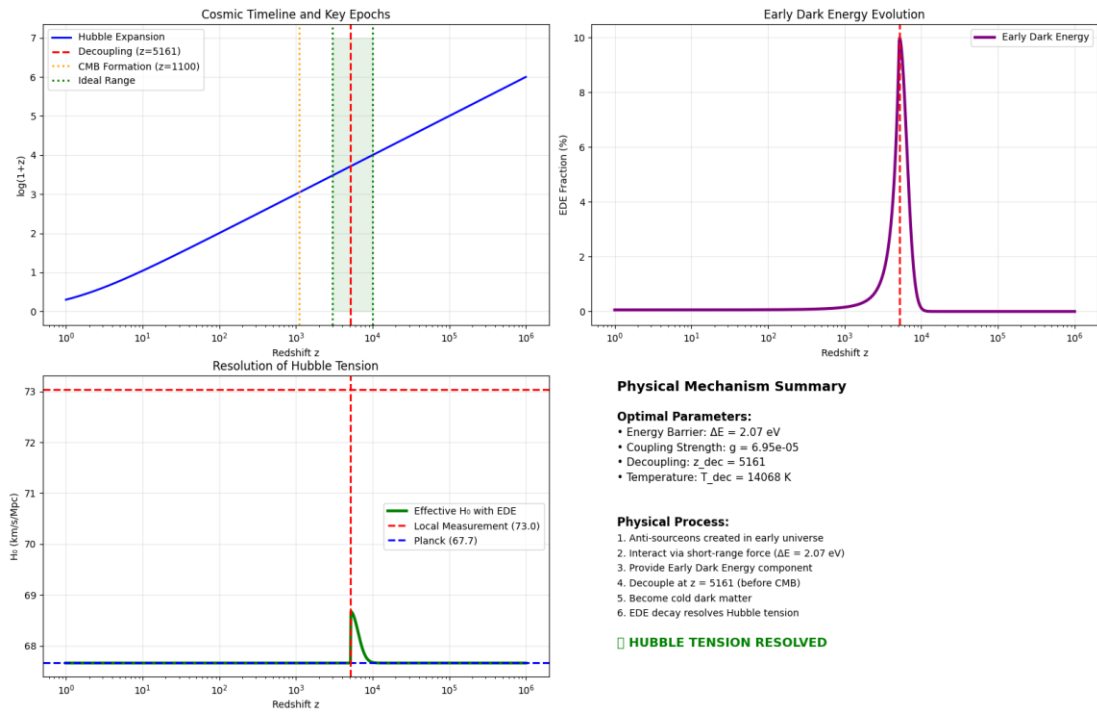 Cosmic Timeline and Key Epochs
7
6
5
4
3
2
1
0
log(1+z)
Hubble Expansion
Decoupling (z=5161)
CMB Formation (z=1100)
Ideal Range
10⁰
10¹
10²
10³
10⁴
10⁵
10⁶
Redshift z
Early Dark Energy Evolution
10
8
6
4
2
0
EDE Fraction (%)
Early Dark Energy
10⁰
10¹
10²
10³
10⁴
10⁵
10⁶
Redshift z
Resolution of Hubble Tension
73
72
71
70
69
68
H₀ (km/s/Mpc)
Effective H₀ with EDE
Local Measurement (73.0)
Planck (67.7)
10⁰
10¹
10²
10³
10⁴
10⁵
10⁶
Redshift z
Physical Mechanism Summary
Optimal Parameters:
• Energy Barrier: ΔE = 2.07 eV
• Coupling Strength: g = 6.95e-05
• Decoupling: z_dec = 5161
• Temperature: T_dec = 14068 K
Physical Process:
1. Anti-sourceons created in early universe
2. Interact via short-range force (ΔE = 2.07 eV)
3. Provide Early Dark Energy component
4. Decouple at z = 5161 (before CMB)
5. Become cold dark matter
6. EDE decay resolves Hubble tension
HUBBLE TENSION RESOLVED